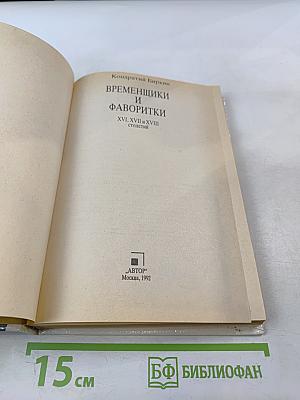 Кондратий Биркин
ВРЕМЕНЩИКИ
И
ФАВОРИТКИ
XVI, XVII и XVIII
столетий
„АВТОР"
Москва, 1992
15 см
БФ БИБЛИОФАН